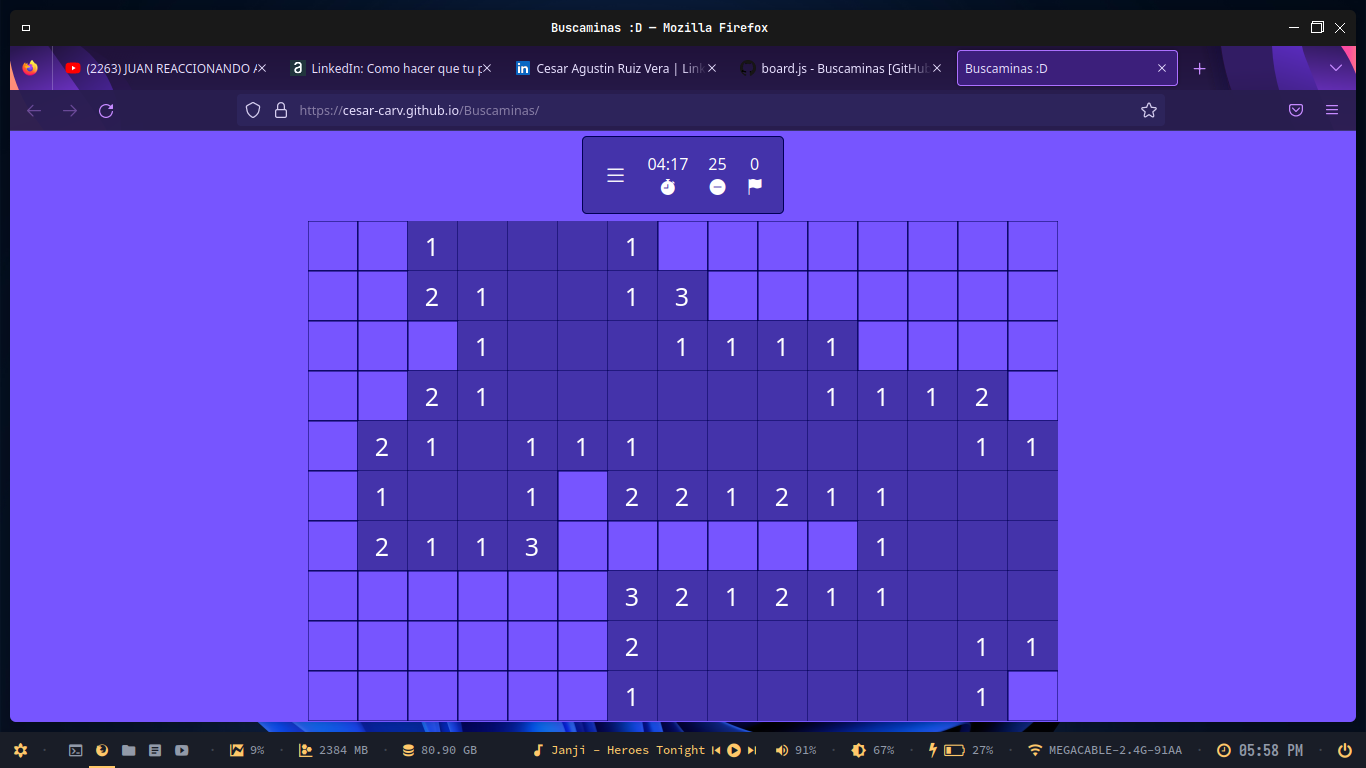 Buscaminas :D — Mozilla Firefox
(2263) JUAN REACCIONANDO
LinkedIn: Como hacer que tu p
Cesar Agustin Ruiz Vera | Link
board.js - Buscaminas [GitHub
Buscaminas :D
https://cesar-carv.github.io/Buscaminas/
04:17 25 0
1 1
2 1 1 3
1 1 1 1 1
2 1 1 1 1 2
2 1 1 1 1 1 1
1 1 2 2 1 2 1 1
2 1 1 3 1
3 2 1 2 1 1
2 1 1
1 1
9% 2384 MB 80.90 GB Janji - Heroes Tonight 91% 67% 27% MEGACABLE-2.4G-91AA 05:58 PM